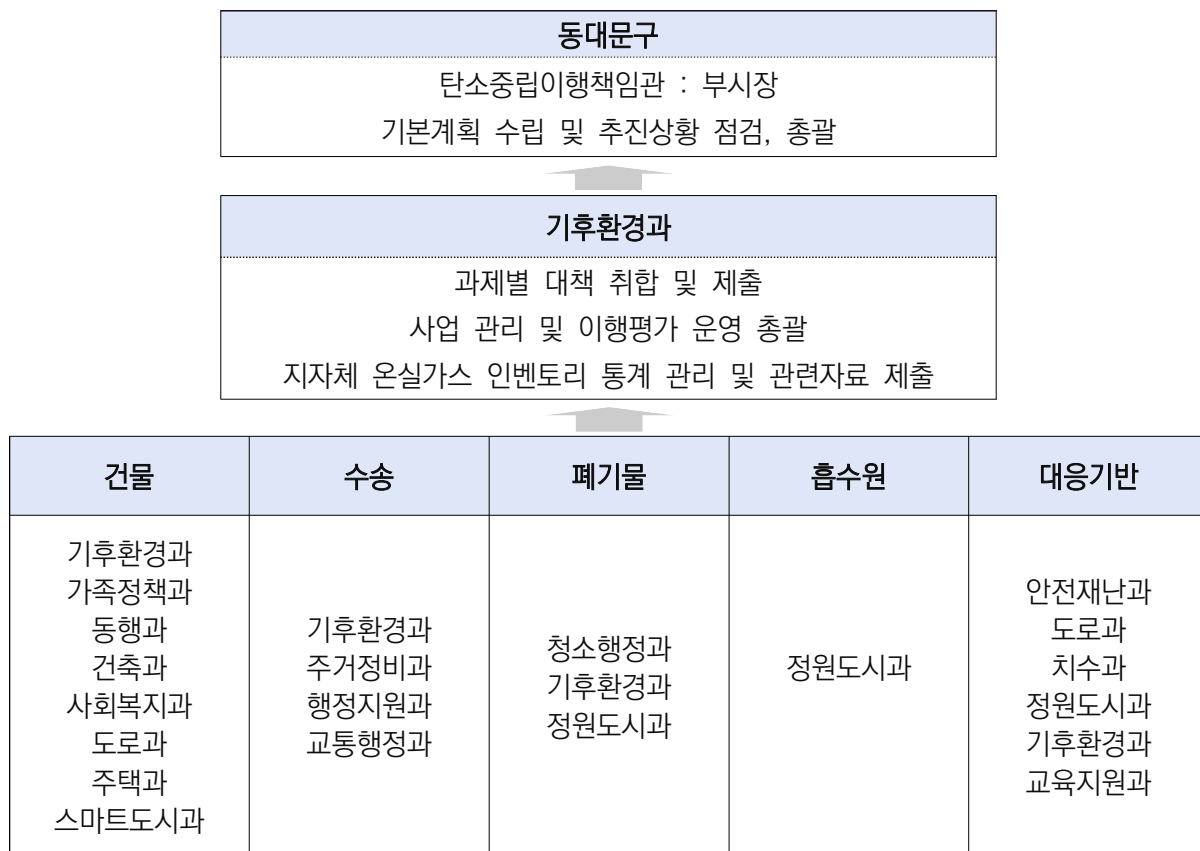 동대문구
탄소중립이행책임관 : 부시장
기본계획 수립 및 추진상황 점검, 총괄
기후환경과
과제별 대책 취합 및 제출
사업 관리 및 이행평가 운영 총괄
지자체 온실가스 인벤토리 통계 관리 및 관련자료 제출
건물
수송
폐기물
흡수원
대응기반
기후환경과
가족정책과
동행과
건축과
사회복지과
도로과
주택과
스마트도시과
기후환경과
주거정비과
행정지원과
교통행정과
청소행정과
기후환경과
정원도시과
정원도시과
안전재난과
도로과
치수과
정원도시과
기후환경과
교육지원과